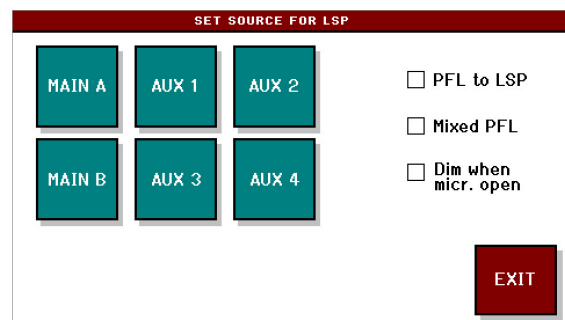 SET SOURCE FOR LSP
MAIN A
AUX 1
AUX 2
PFL to LSP
Mixed PFL
MAIN B
AUX 3
AUX 4
Dim when
micr. open
EXIT